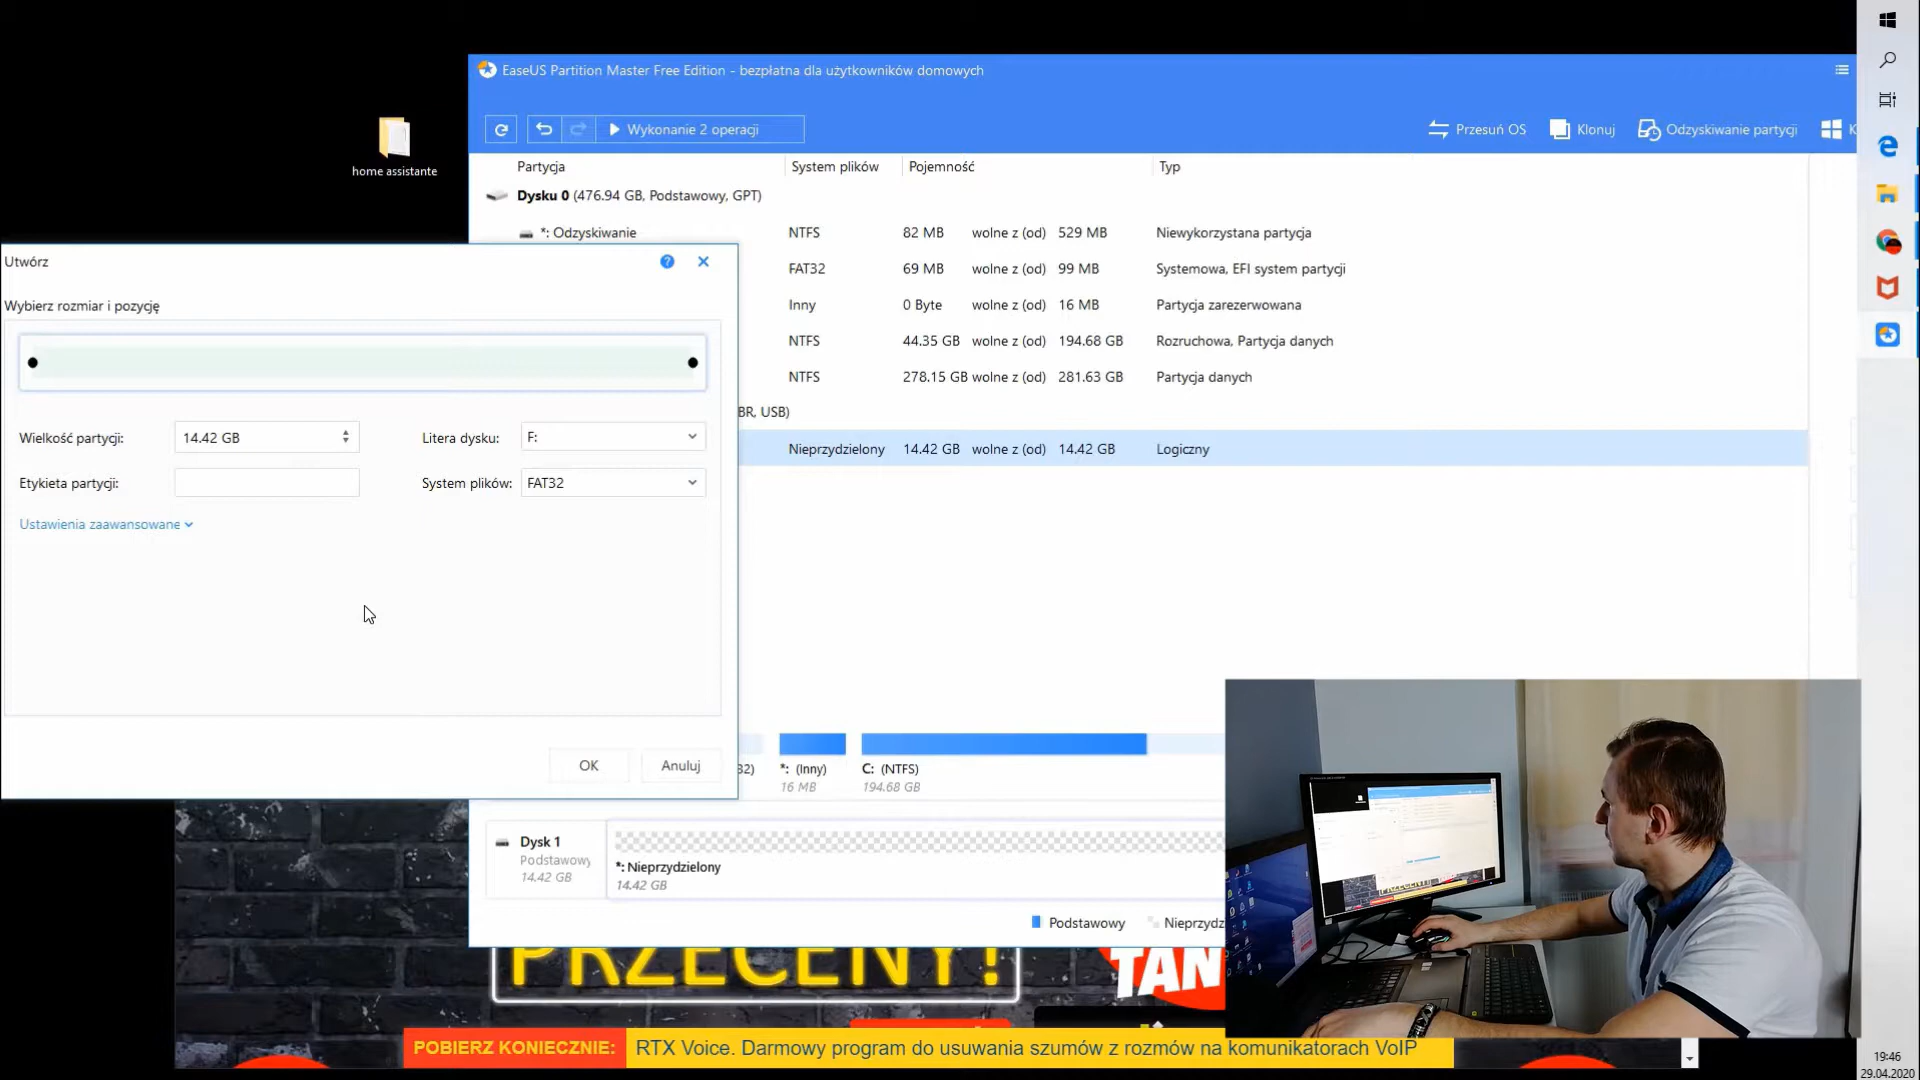 EaseUS Partition Master Free Edition - bezpłatna dla użytkowników domowych
home assistante
Wykonanie 2 operacji
Przesuń OS
Klonuj
Odzyskiwanie partycji
K
Partycja
System plików
Pojemność
Typ
Dysku 0 (476.94 GB, Podstawowy, GPT)
*: Odzyskiwanie NTFS 82 MB wolne z (od) 529 MB Niewykorzystana partycja
FAT32 69 MB wolne z (od) 99 MB Systemowa, EFI system partycji
Inny 0 Byte wolne z (od) 16 MB Partycja zarezerwowana
NTFS 44.35 GB wolne z (od) 194.68 GB Rozruchowa, Partycja danych
NTFS 278.15 GB wolne z (od) 281.63 GB Partycja danych
BR, USB)
Nieprzydzielony 14.42 GB wolne z (od) 14.42 GB Logiczny
Utwórz
Wybierz rozmiar i pozycję
Wielkość partycji: 14.42 GB
Litera dysku: F:
Etykieta partycji:
System plików: FAT32
Ustawienia zaawansowane
OK
Anuluj
32)
*: (Inny)
16 MB
C: (NTFS)
194.68 GB
Dysk 1
Podstawowy
14.42 GB
*: Nieprzydzielony
14.42 GB
Podstawowy
Nieprzydz
PRZECENY!
TAN
POBIERZ KONIECZNIE: RTX Voice. Darmowy program do usuwania szumów z rozmów na komunikatorach VoIP
19:46
29.04.2020